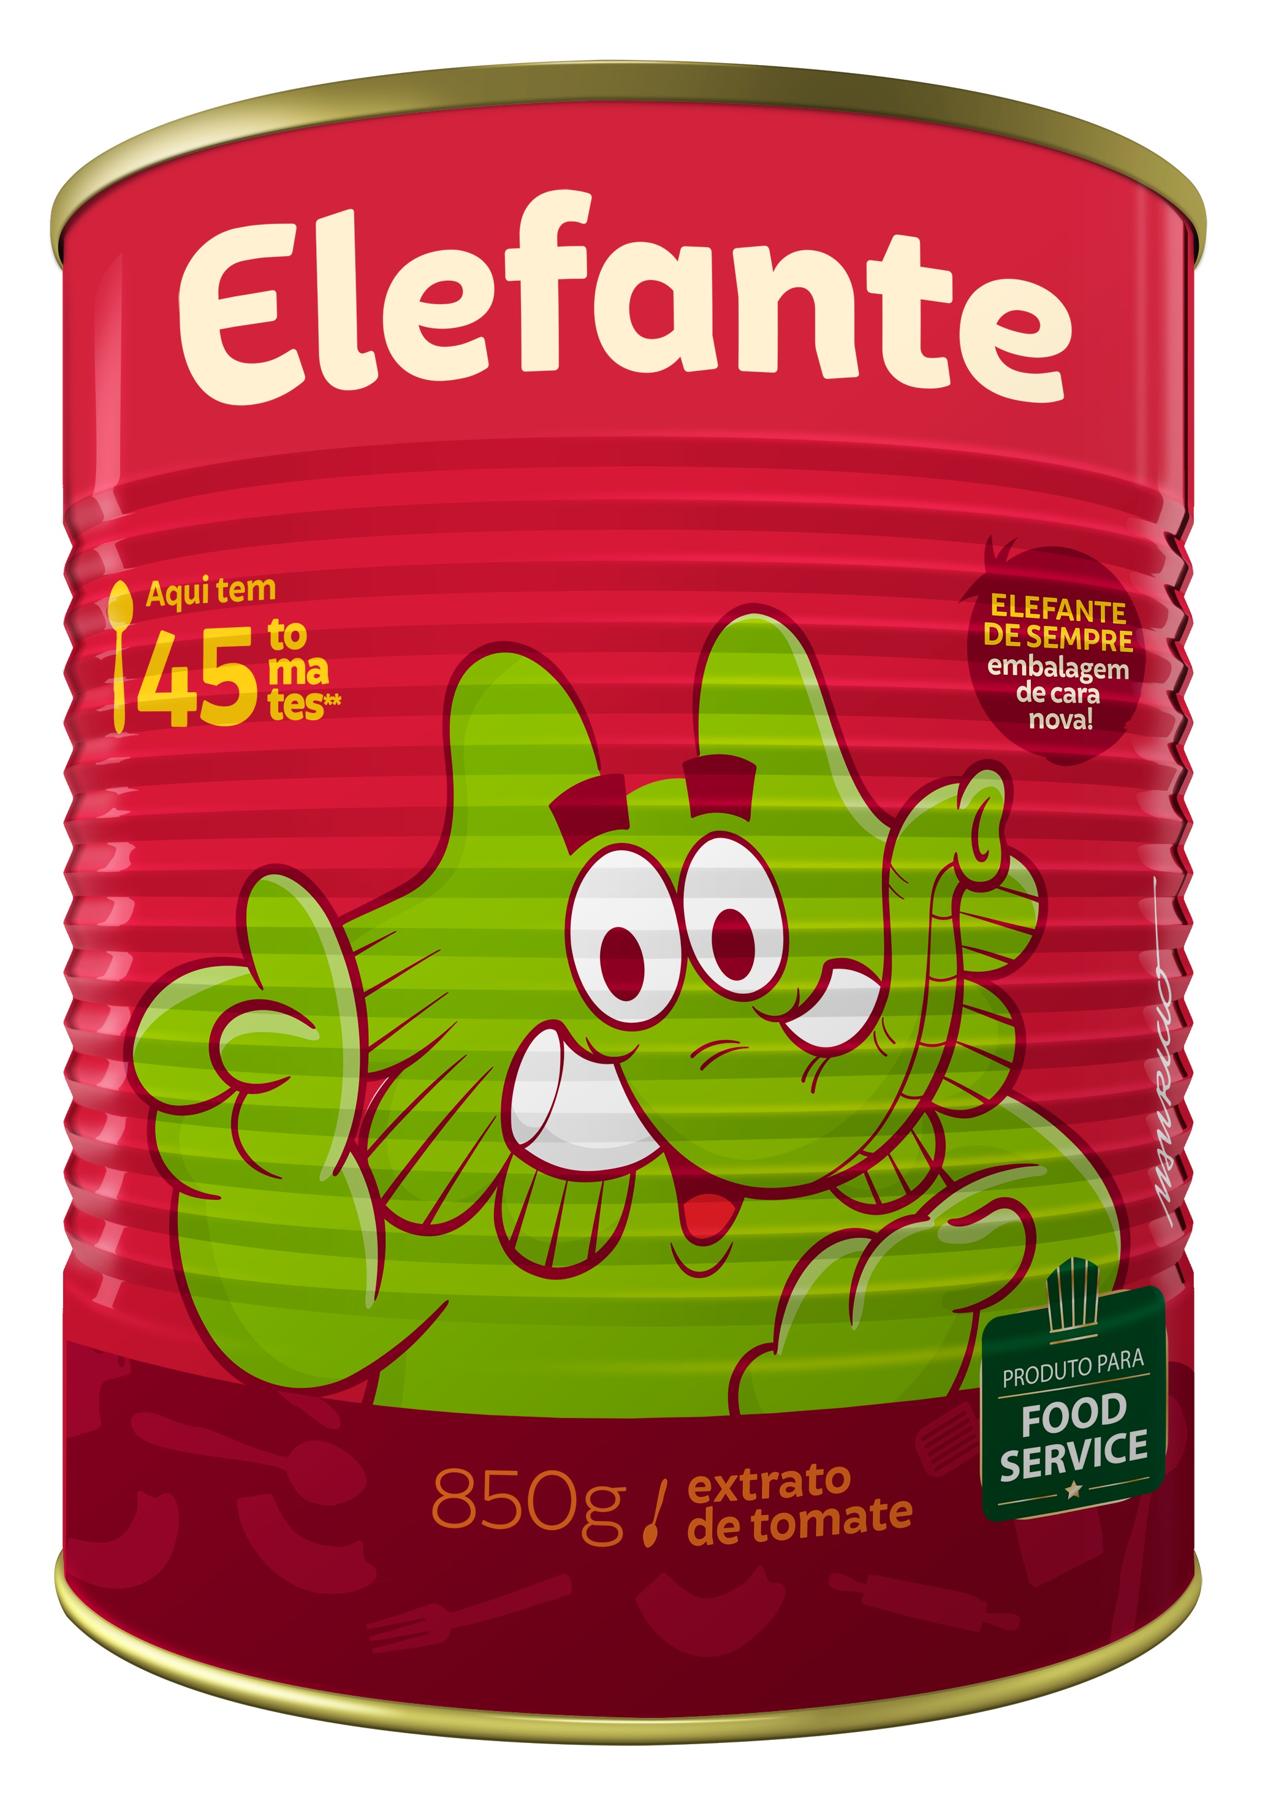 Elefante
Aqui tem
45 to
ma
tes**
ELEFANTE
DE SEMPRE
embalagem
de cara
nova!
mauricio
PRODUTO PARA
FOOD
SERVICE
850g
extrato
de tomate